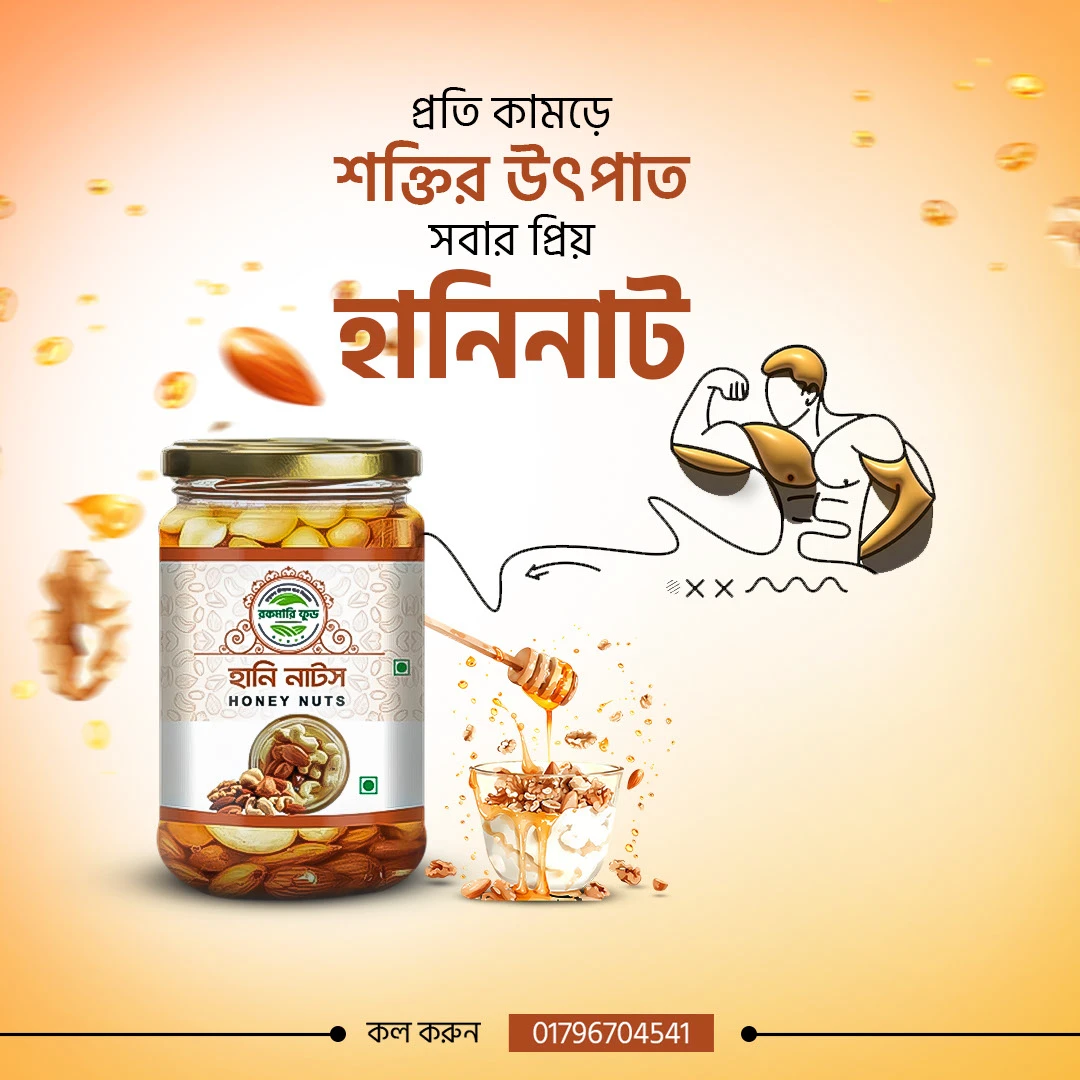 প্রতি কামড়ে
শক্তির উৎপাত
সবার প্রিয়
হানিনাট
রকমারি ফুড
হানি নাটস
HONEY NUTS
কল করুন 01796704541